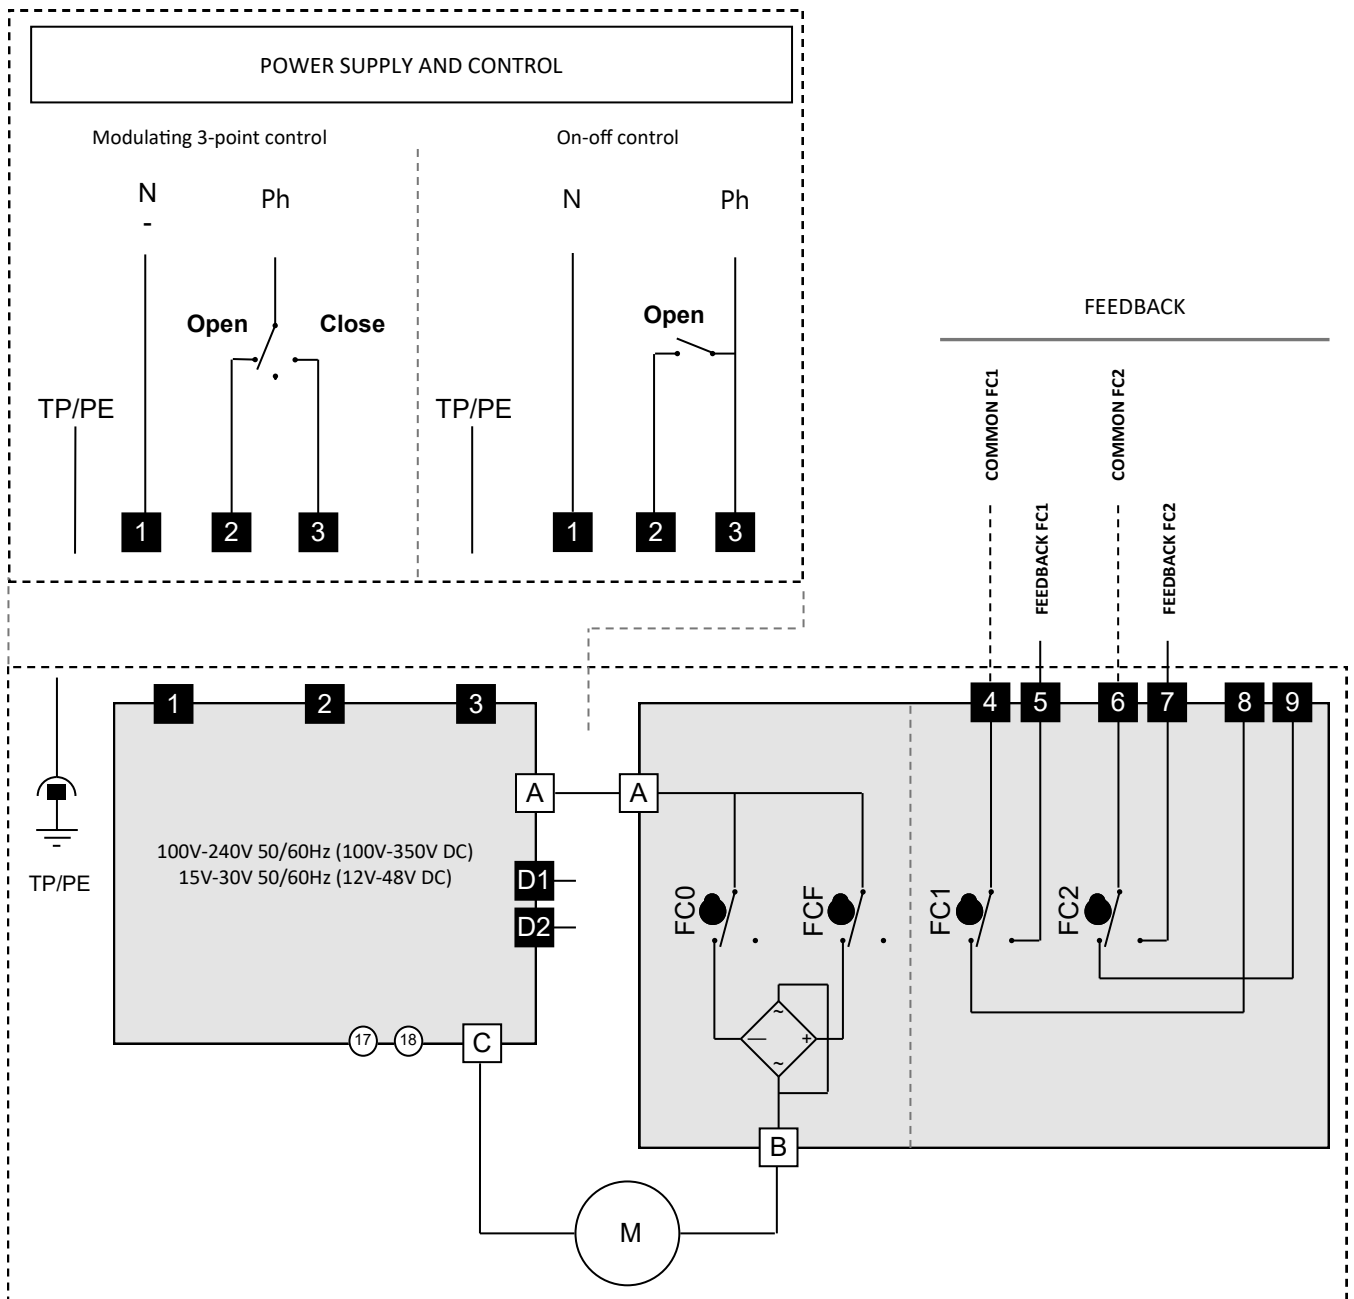 POWER SUPPLY AND CONTROL
Modulating 3-point control
On-off control
N
-
Ph
N
Ph
Open
Close
Open
TP/PE
TP/PE
1
2
3
1
2
3
FEEDBACK
COMMON FC1
FEEDBACK FC1
COMMON FC2
FEEDBACK FC2
1
2
3
4
5
6
7
8
9
A
A
100V-240V 50/60Hz (100V-350V DC)
15V-30V 50/60Hz (12V-48V DC)
TP/PE
D1
D2
FC0
FCF
FC1
FC2
~
—
+
~
17
18
C
B
M